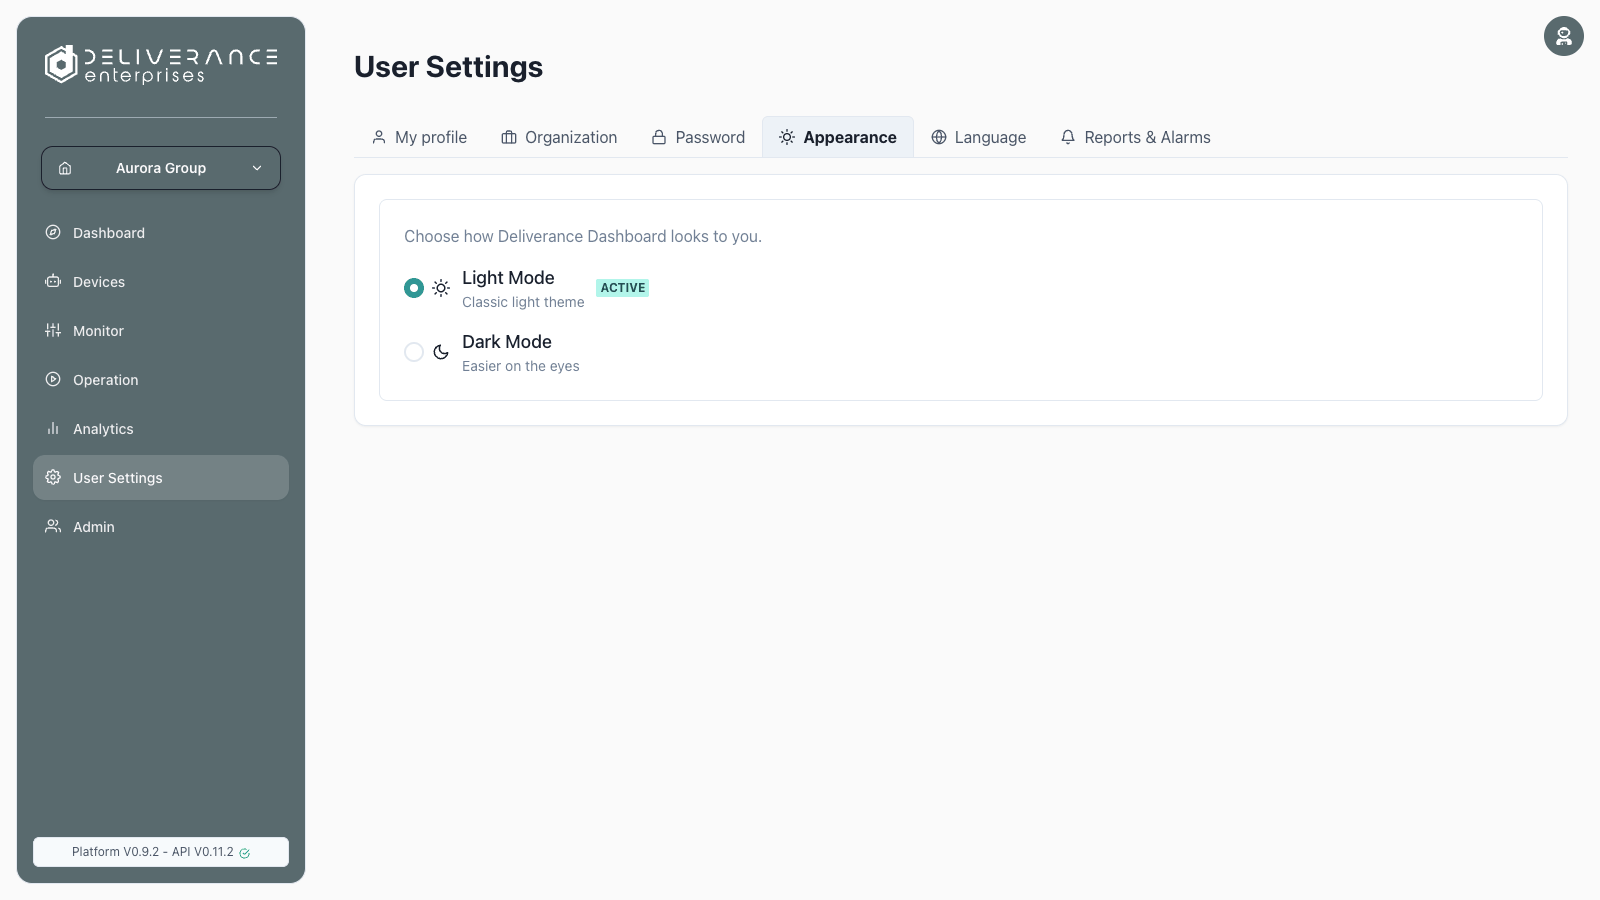 DELIVERANCE
enterprises
Aurora Group
Dashboard
Devices
Monitor
Operation
Analytics
User Settings
Admin
Platform V0.9.2 - API V0.11.2
User Settings
My profile
Organization
Password
Appearance
Language
Reports & Alarms
Choose how Deliverance Dashboard looks to you.
Light Mode
Classic light theme
ACTIVE
Dark Mode
Easier on the eyes